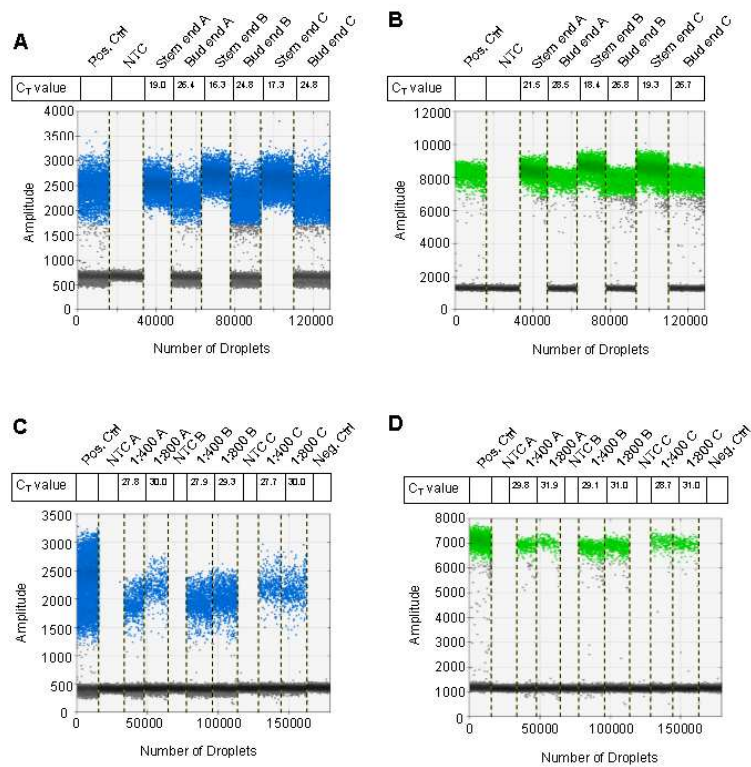 A
Pos. Ctrl
NTC
Stem end A
Bud end A
Stem end B
Bud end B
Stem end C
Bud end C
CT value 19.0 26.4 16.3 24.8 17.3 24.8
4000
3500
3000
2500
2000
1500
1000
500
0
Amplitude
0 40000 80000 120000
Number of Droplets
B
Pos. Ctrl
NTC
Stem end A
Bud end A
Stem end B
Bud end B
Stem end C
Bud end C
CT value 21.5 28.5 18.4 26.8 19.3 26.7
12000
10000
8000
6000
4000
2000
0
Amplitude
0 40000 80000 120000
Number of Droplets
C
Pos. Ctrl
NTC A
1:400 A
1:800 A
NTC B
1:400 B
1:800 B
NTC C
1:400 C
1:800 C
Neg. Ctrl
CT value 27.8 30.0 27.9 29.3 27.7 30.0
3500
3000
2500
2000
1500
1000
500
0
Amplitude
0 50000 100000 150000
Number of Droplets
D
Pos. Ctrl
NTC A
1:400 A
1:800 A
NTC B
1:400 B
1:800 B
NTC C
1:400 C
1:800 C
Neg. Ctrl
CT value 29.8 31.9 29.1 31.0 28.7 31.0
8000
7000
6000
5000
4000
3000
2000
1000
0
Amplitude
0 50000 100000 150000
Number of Droplets